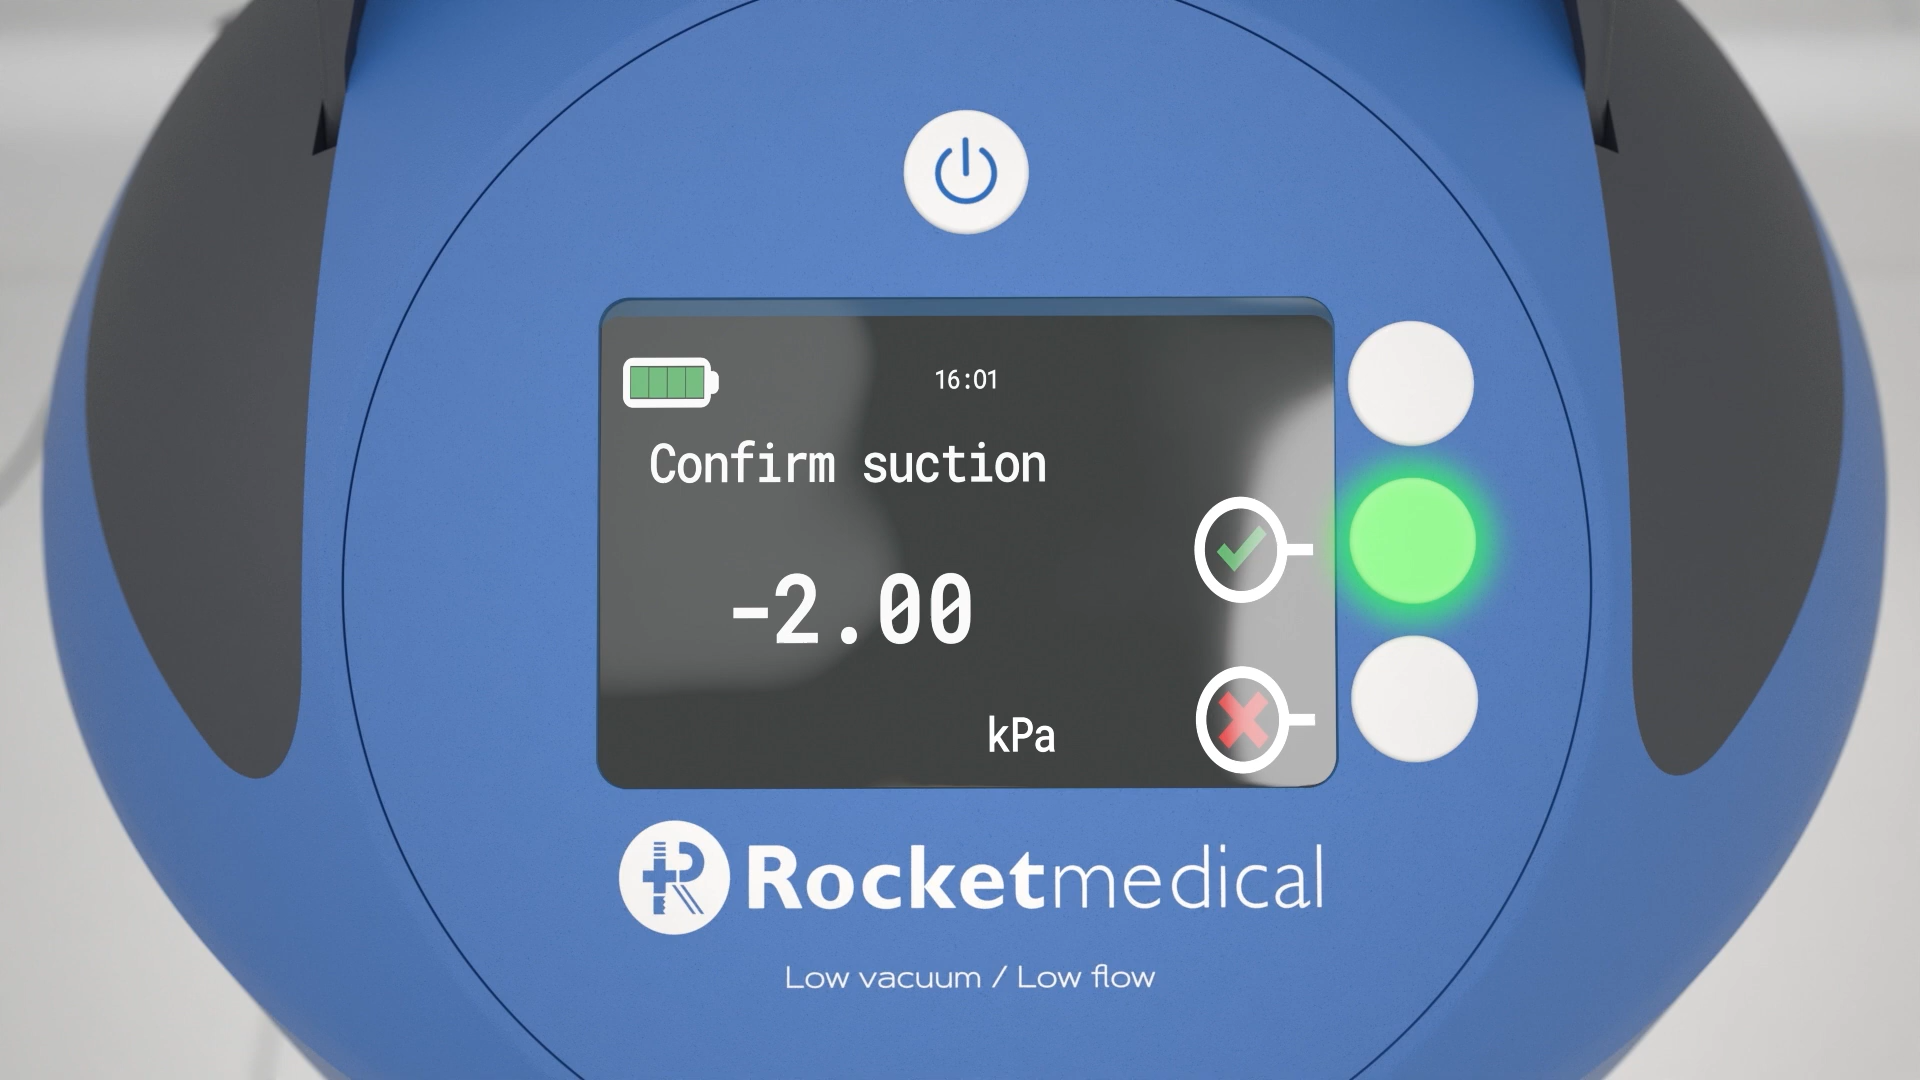 16:01
Confirm suction
-2.00
kPa
Rocketmedical
Low vacuum / Low flow